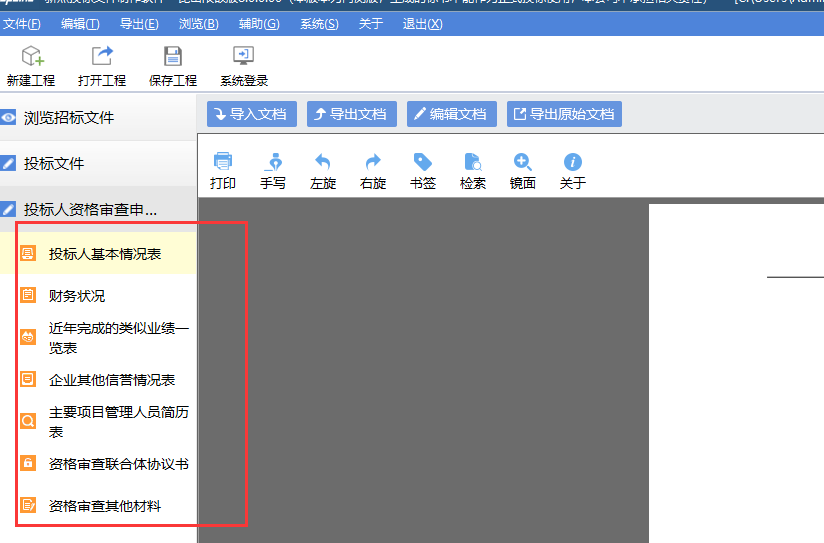 文件(F) 编辑(T) 导出(E) 浏览(B) 辅助(G) 系统(S) 关于 退出(X)
新建工程 打开工程 保存工程 系统登录
浏览招标文件
投标文件
投标人资格审查申...
投标人基本情况表
财务状况
近年完成的类似业绩一
览表
企业其他信誉情况表
主要项目管理人员简历
表
资格审查联合体协议书
资格审查其他材料
导入文档 导出文档 编辑文档 导出原始文档
打印 手写 左旋 右旋 书签 检索 镜面 关于